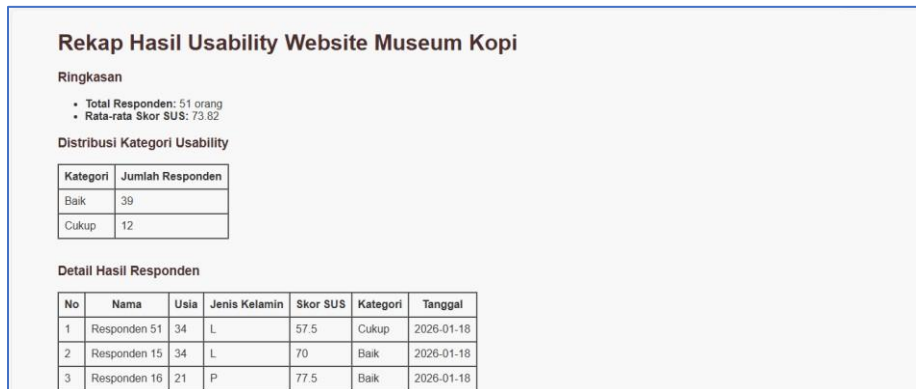 Rekap Hasil Usability Website Museum Kopi
Ringkasan
• Total Responden: 51 orang
• Rata-rata Skor SUS: 73.82
Distribusi Kategori Usability
Kategori Jumlah Responden
Baik 39
Cukup 12
Detail Hasil Responden
No Nama Usia Jenis Kelamin Skor SUS Kategori Tanggal
1 Responden 51 34 L 57.5 Cukup 2026-01-18
2 Responden 15 34 L 70 Baik 2026-01-18
3 Responden 16 21 P 77.5 Baik 2026-01-18